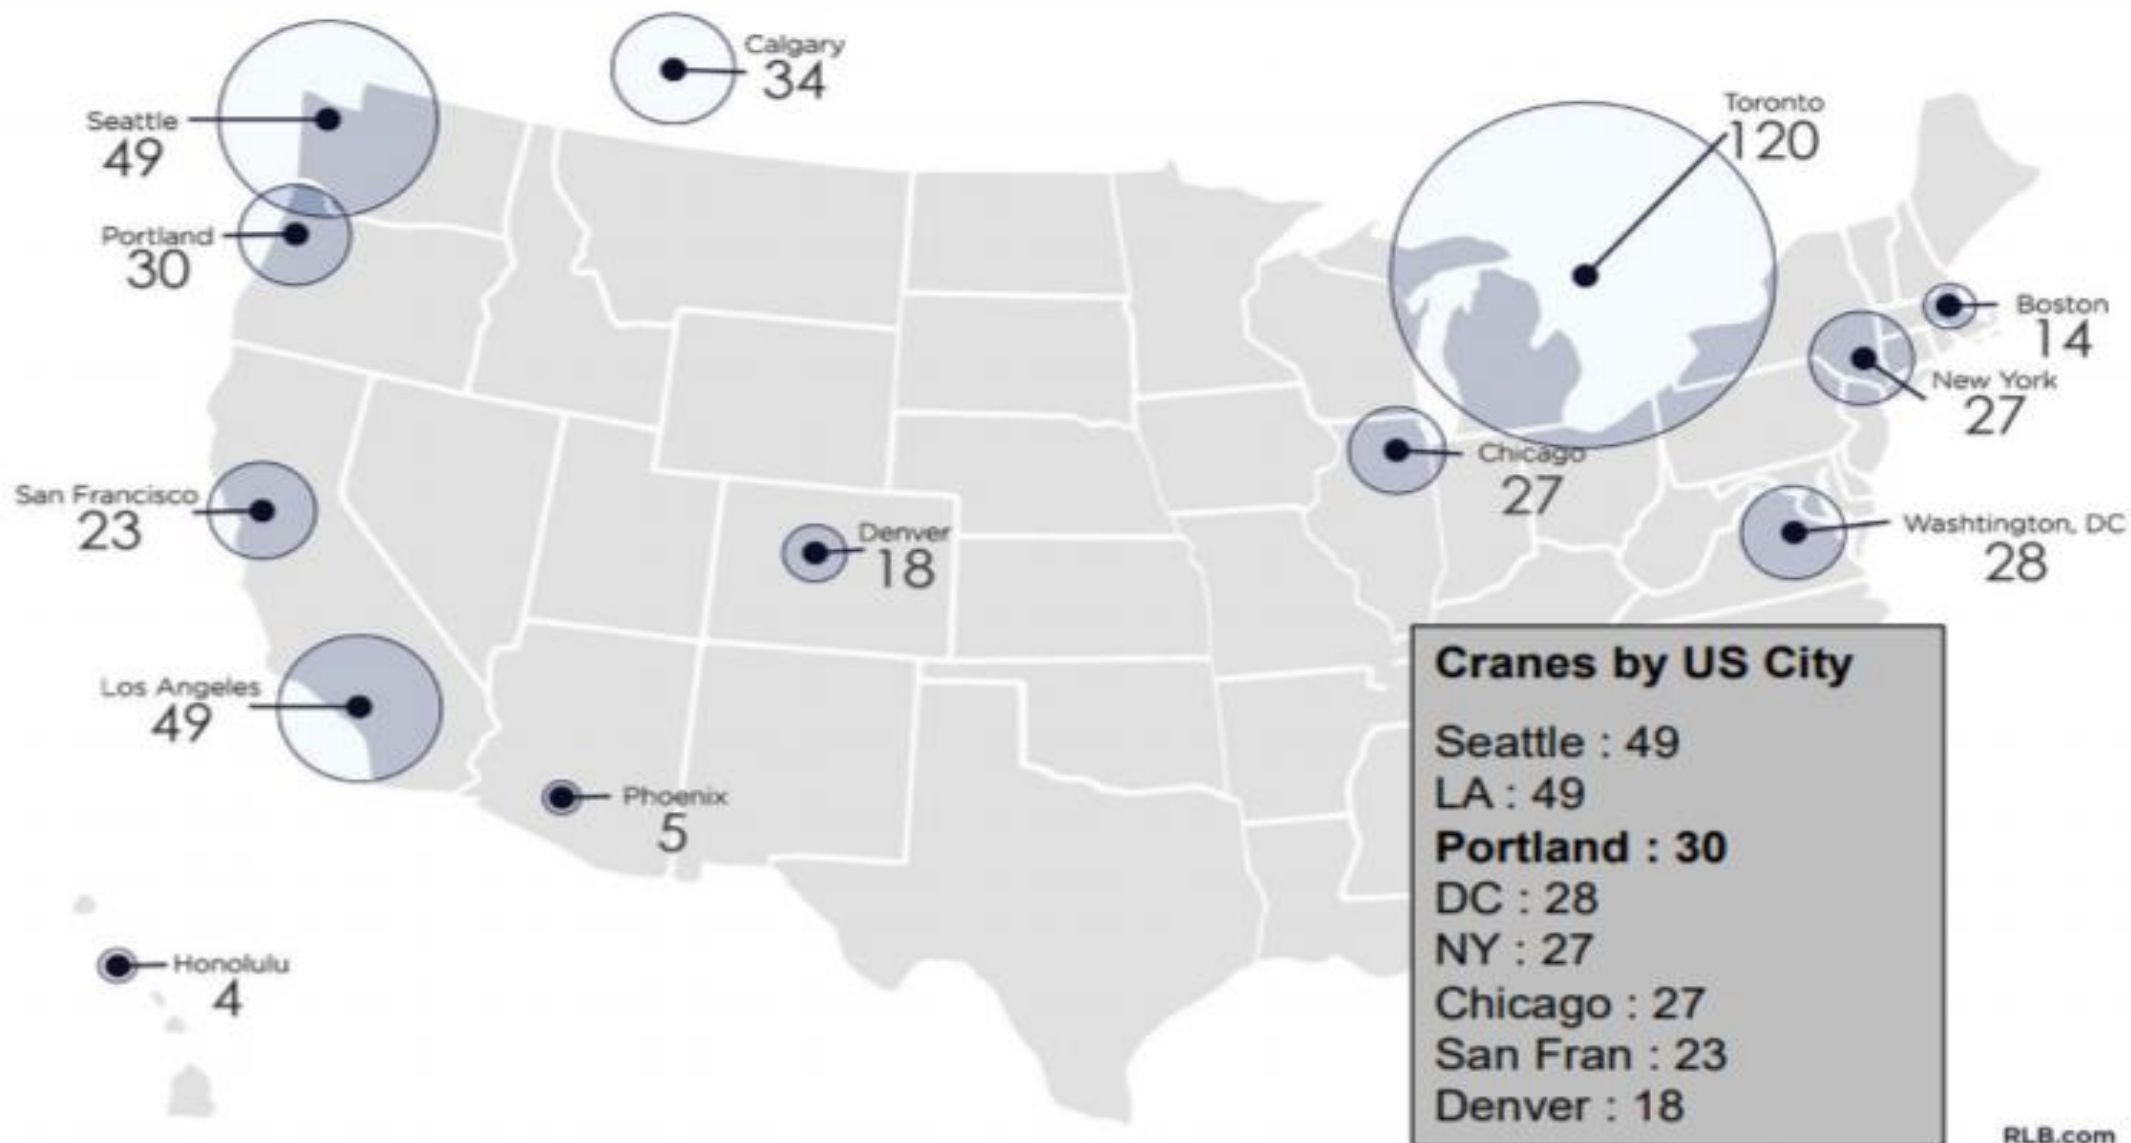 Calgary
34
Seattle
49
Toronto
120
Portland
30
Boston
14
New York
27
Chicago
27
San Francisco
23
Washtington, DC
28
Denver
18
Los Angeles
49
Phoenix
5
Honolulu
4
Cranes by US City
Seattle : 49
LA : 49
Portland : 30
DC : 28
NY : 27
Chicago : 27
San Fran : 23
Denver : 18
RLB.com